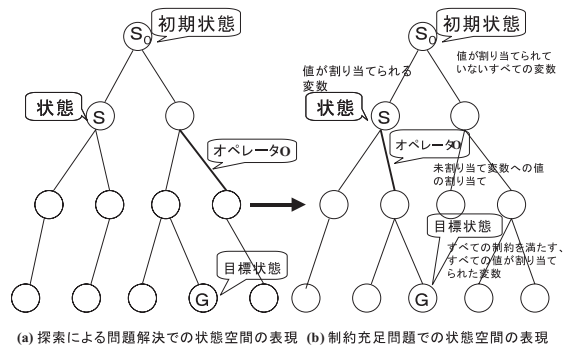 S₀
初期状態
状態
S
オペレータO
目標状態
G
(a) 探索による問題解決での状態空間の表現
S₀
初期状態
値が割り当てられて
いないすべての変数
値が割り当てられる
変数
状態
S
オペレータO
未割り当て変数への値
の割り当て
目標状態
すべての制約を満たす、
すべての値が割り当て
られた変数
G
(b) 制約充足問題での状態空間の表現